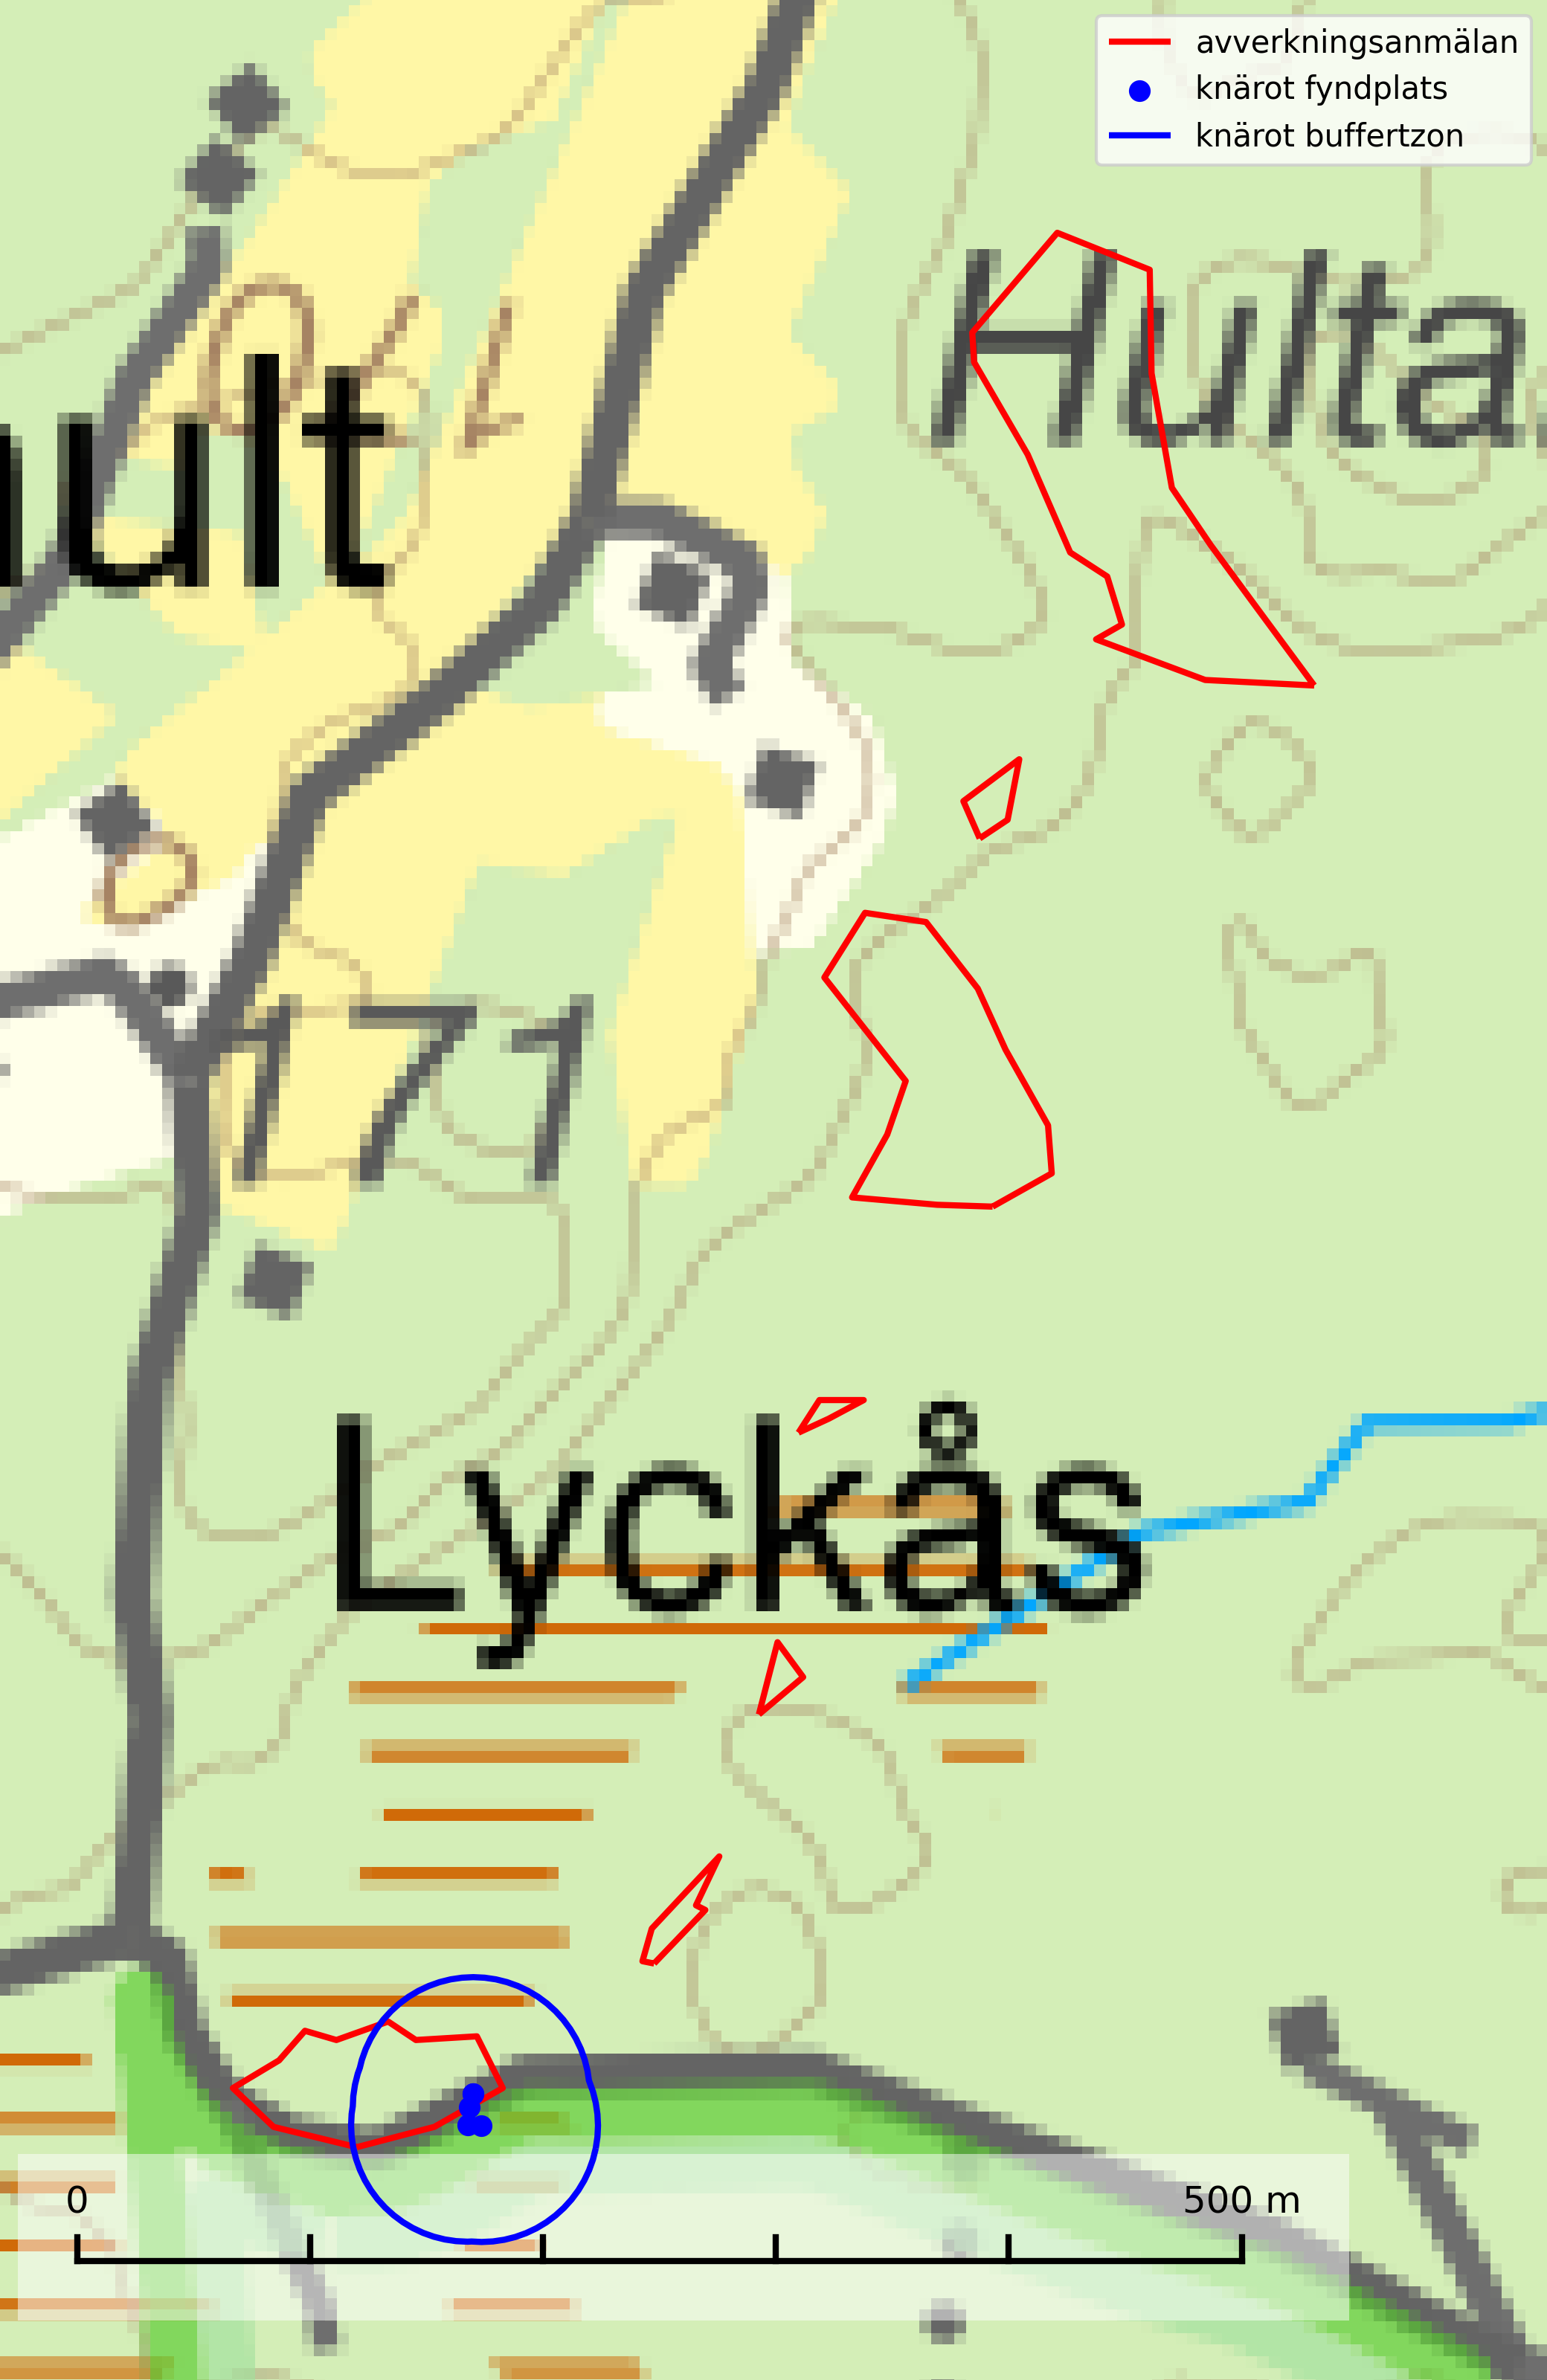 avverkningsanmälan
knärot fyndplats
knärot buffertzon
Hulta
ult
171
Lyckås
0 500 m